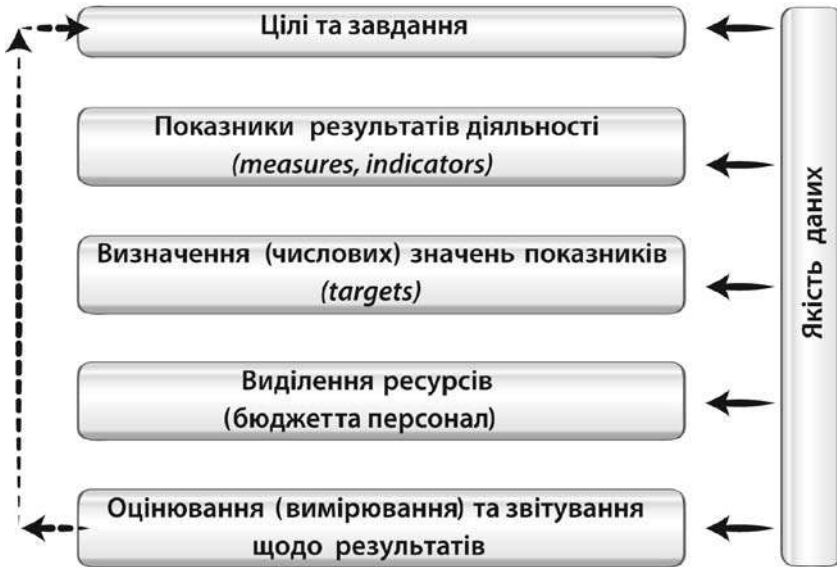 Цілі та завдання
Показники результатів діяльності
(measures, indicators)
Визначення (числових) значень показників
(targets)
Виділення ресурсів
(бюджетта персонал)
Оцінювання (вимірювання) та звітування
щодо результатів
Якість даних